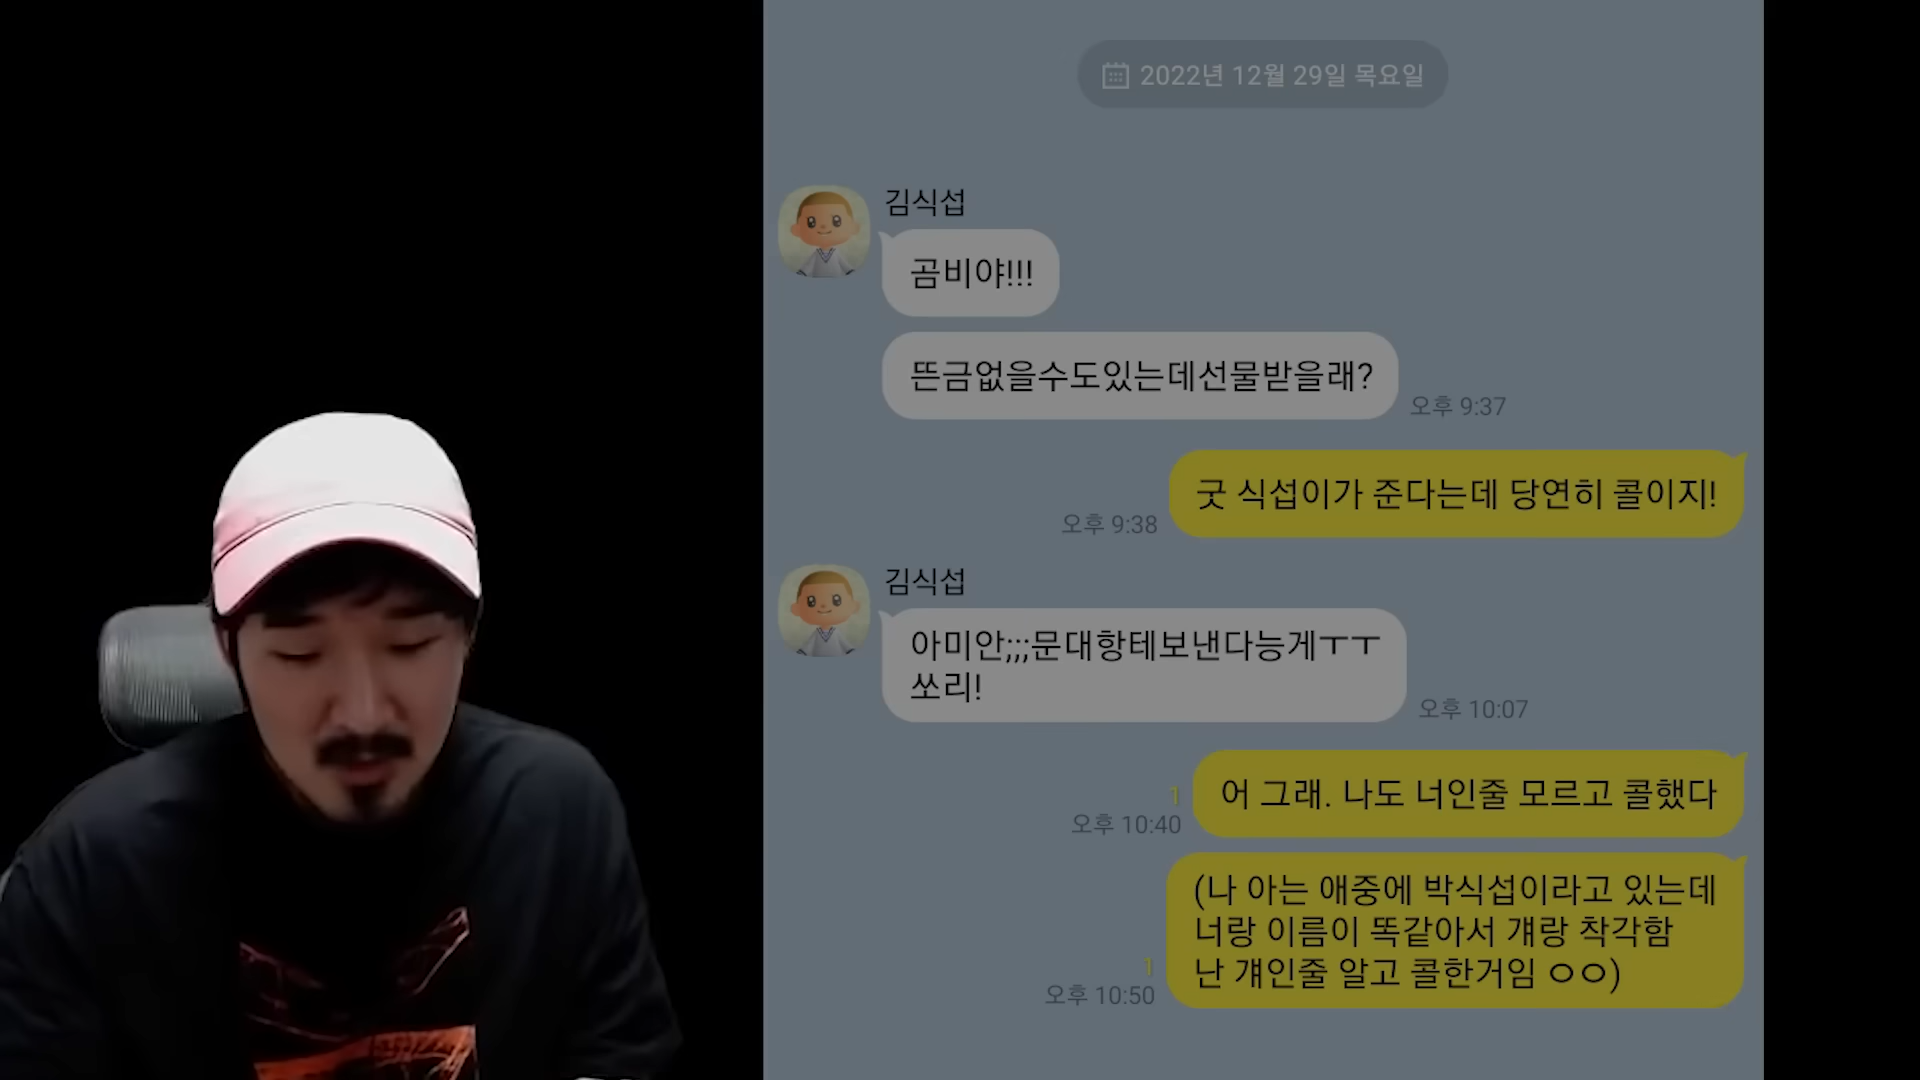 2022년 12월 29일 목요일
김식섭
곰비야!!!
뜬금없을수도있는데선물받을래?
오후 9:37
굿 식섭이가 준다는데 당연히 콜이지!
오후 9:38
김식섭
아미안;;;문대항테보낸다능게ㅜㅜ
쏘리!
오후 10:07
어 그래. 나도 너인줄 모르고 콜했다
1
오후 10:40
(나 아는 애중에 박식섭이라고 있는데
너랑 이름이 똑같아서 걔랑 착각함
난 걔인줄 알고 콜한거임 ㅇㅇ)
1
오후 10:50